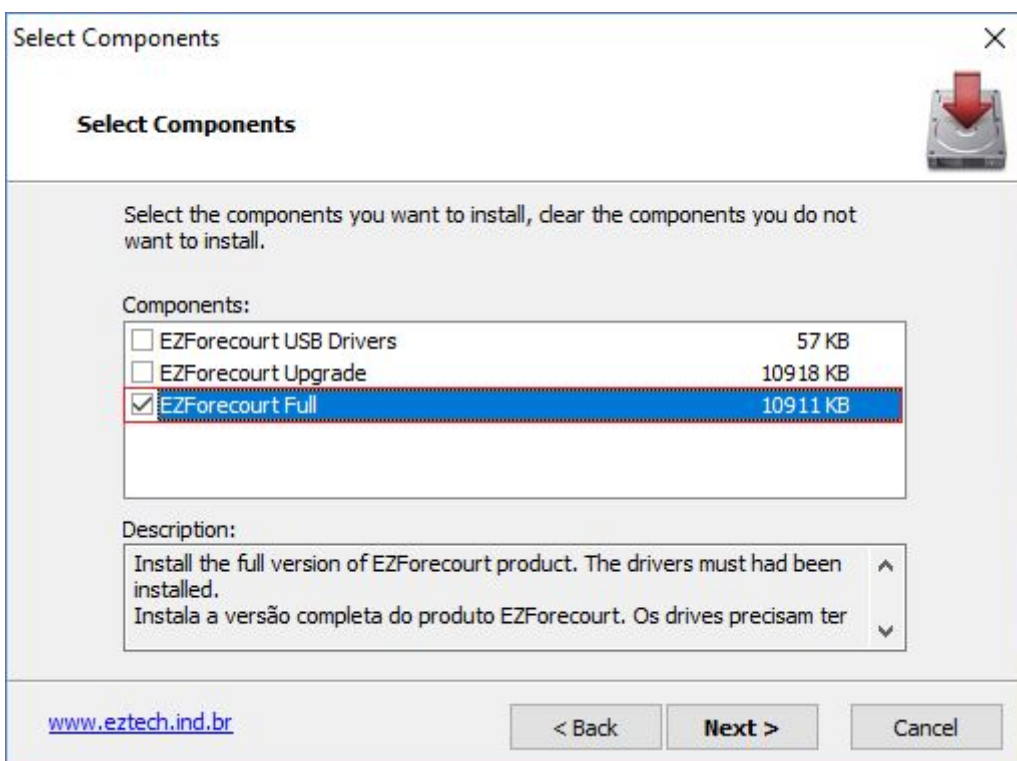 Select Components
Select Components
Select the components you want to install, clear the components you do not
want to install.
Components:
EZForecourt USB Drivers 57 KB
EZForecourt Upgrade 10918 KB
EZForecourt Full 10911 KB
Description:
Install the full version of EZForecourt product. The drivers must had been
installed.
Instala a versão completa do produto EZForecourt. Os drives precisam ter
www.eztech.ind.br < Back Next > Cancel